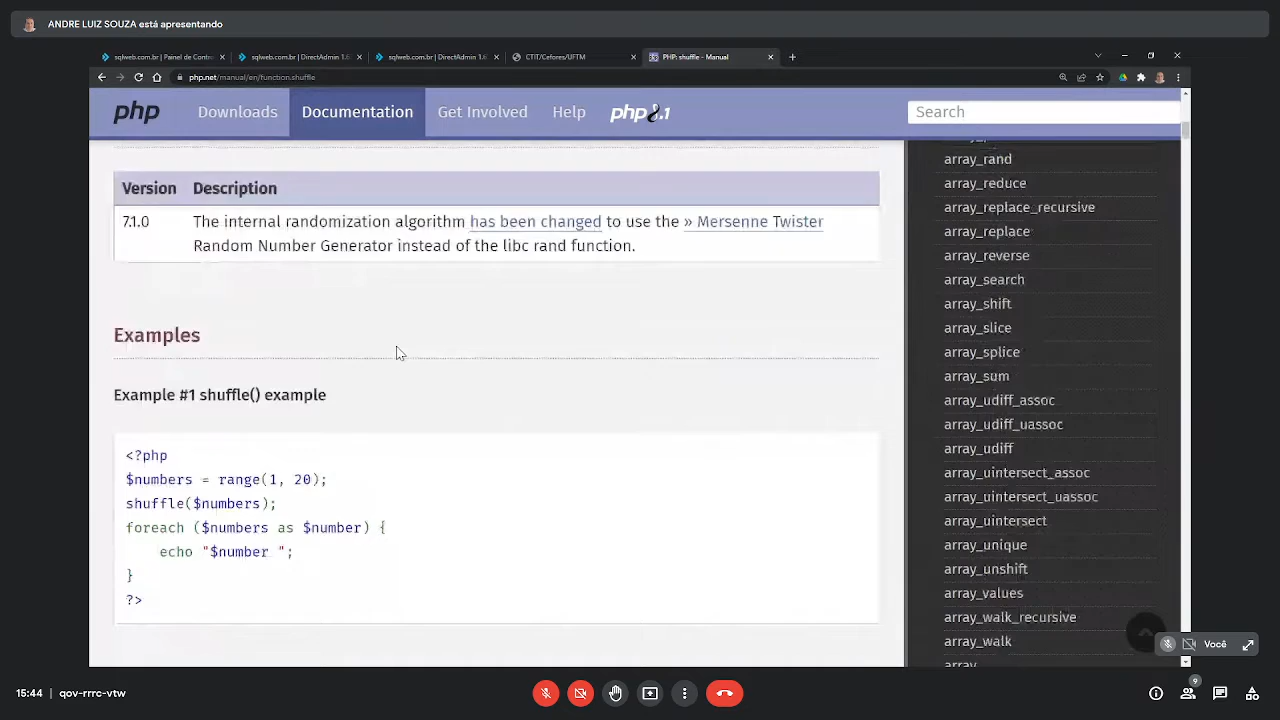 ANDRE LUIZ SOUZA está apresentando
sqlweb.com.br | Painel de Contro
sqlweb.com.br | DirectAdmin 1.6
sqlweb.com.br | DirectAdmin 1.6
CTIT/Cefores/UFTM
PHP: shuffle - Manual
php.net/manual/en/function.shuffle
php
Downloads
Documentation
Get Involved
Help
php8.1
Search
Version Description
7.1.0 The internal randomization algorithm has been changed to use the » Mersenne Twister
Random Number Generator instead of the libc rand function.
Examples
Example #1 shuffle() example
<?php
$numbers = range(1, 20);
shuffle($numbers);
foreach ($numbers as $number) {
echo "$number ";
}
?>
array_rand
array_reduce
array_replace_recursive
array_replace
array_reverse
array_search
array_shift
array_slice
array_splice
array_sum
array_udiff_assoc
array_udiff_uassoc
array_udiff
array_uintersect_assoc
array_uintersect_uassoc
array_uintersect
array_unique
array_unshift
array_values
array_walk_recursive
array_walk
array
Você
15:44 | qov-rrrc-vtw
9